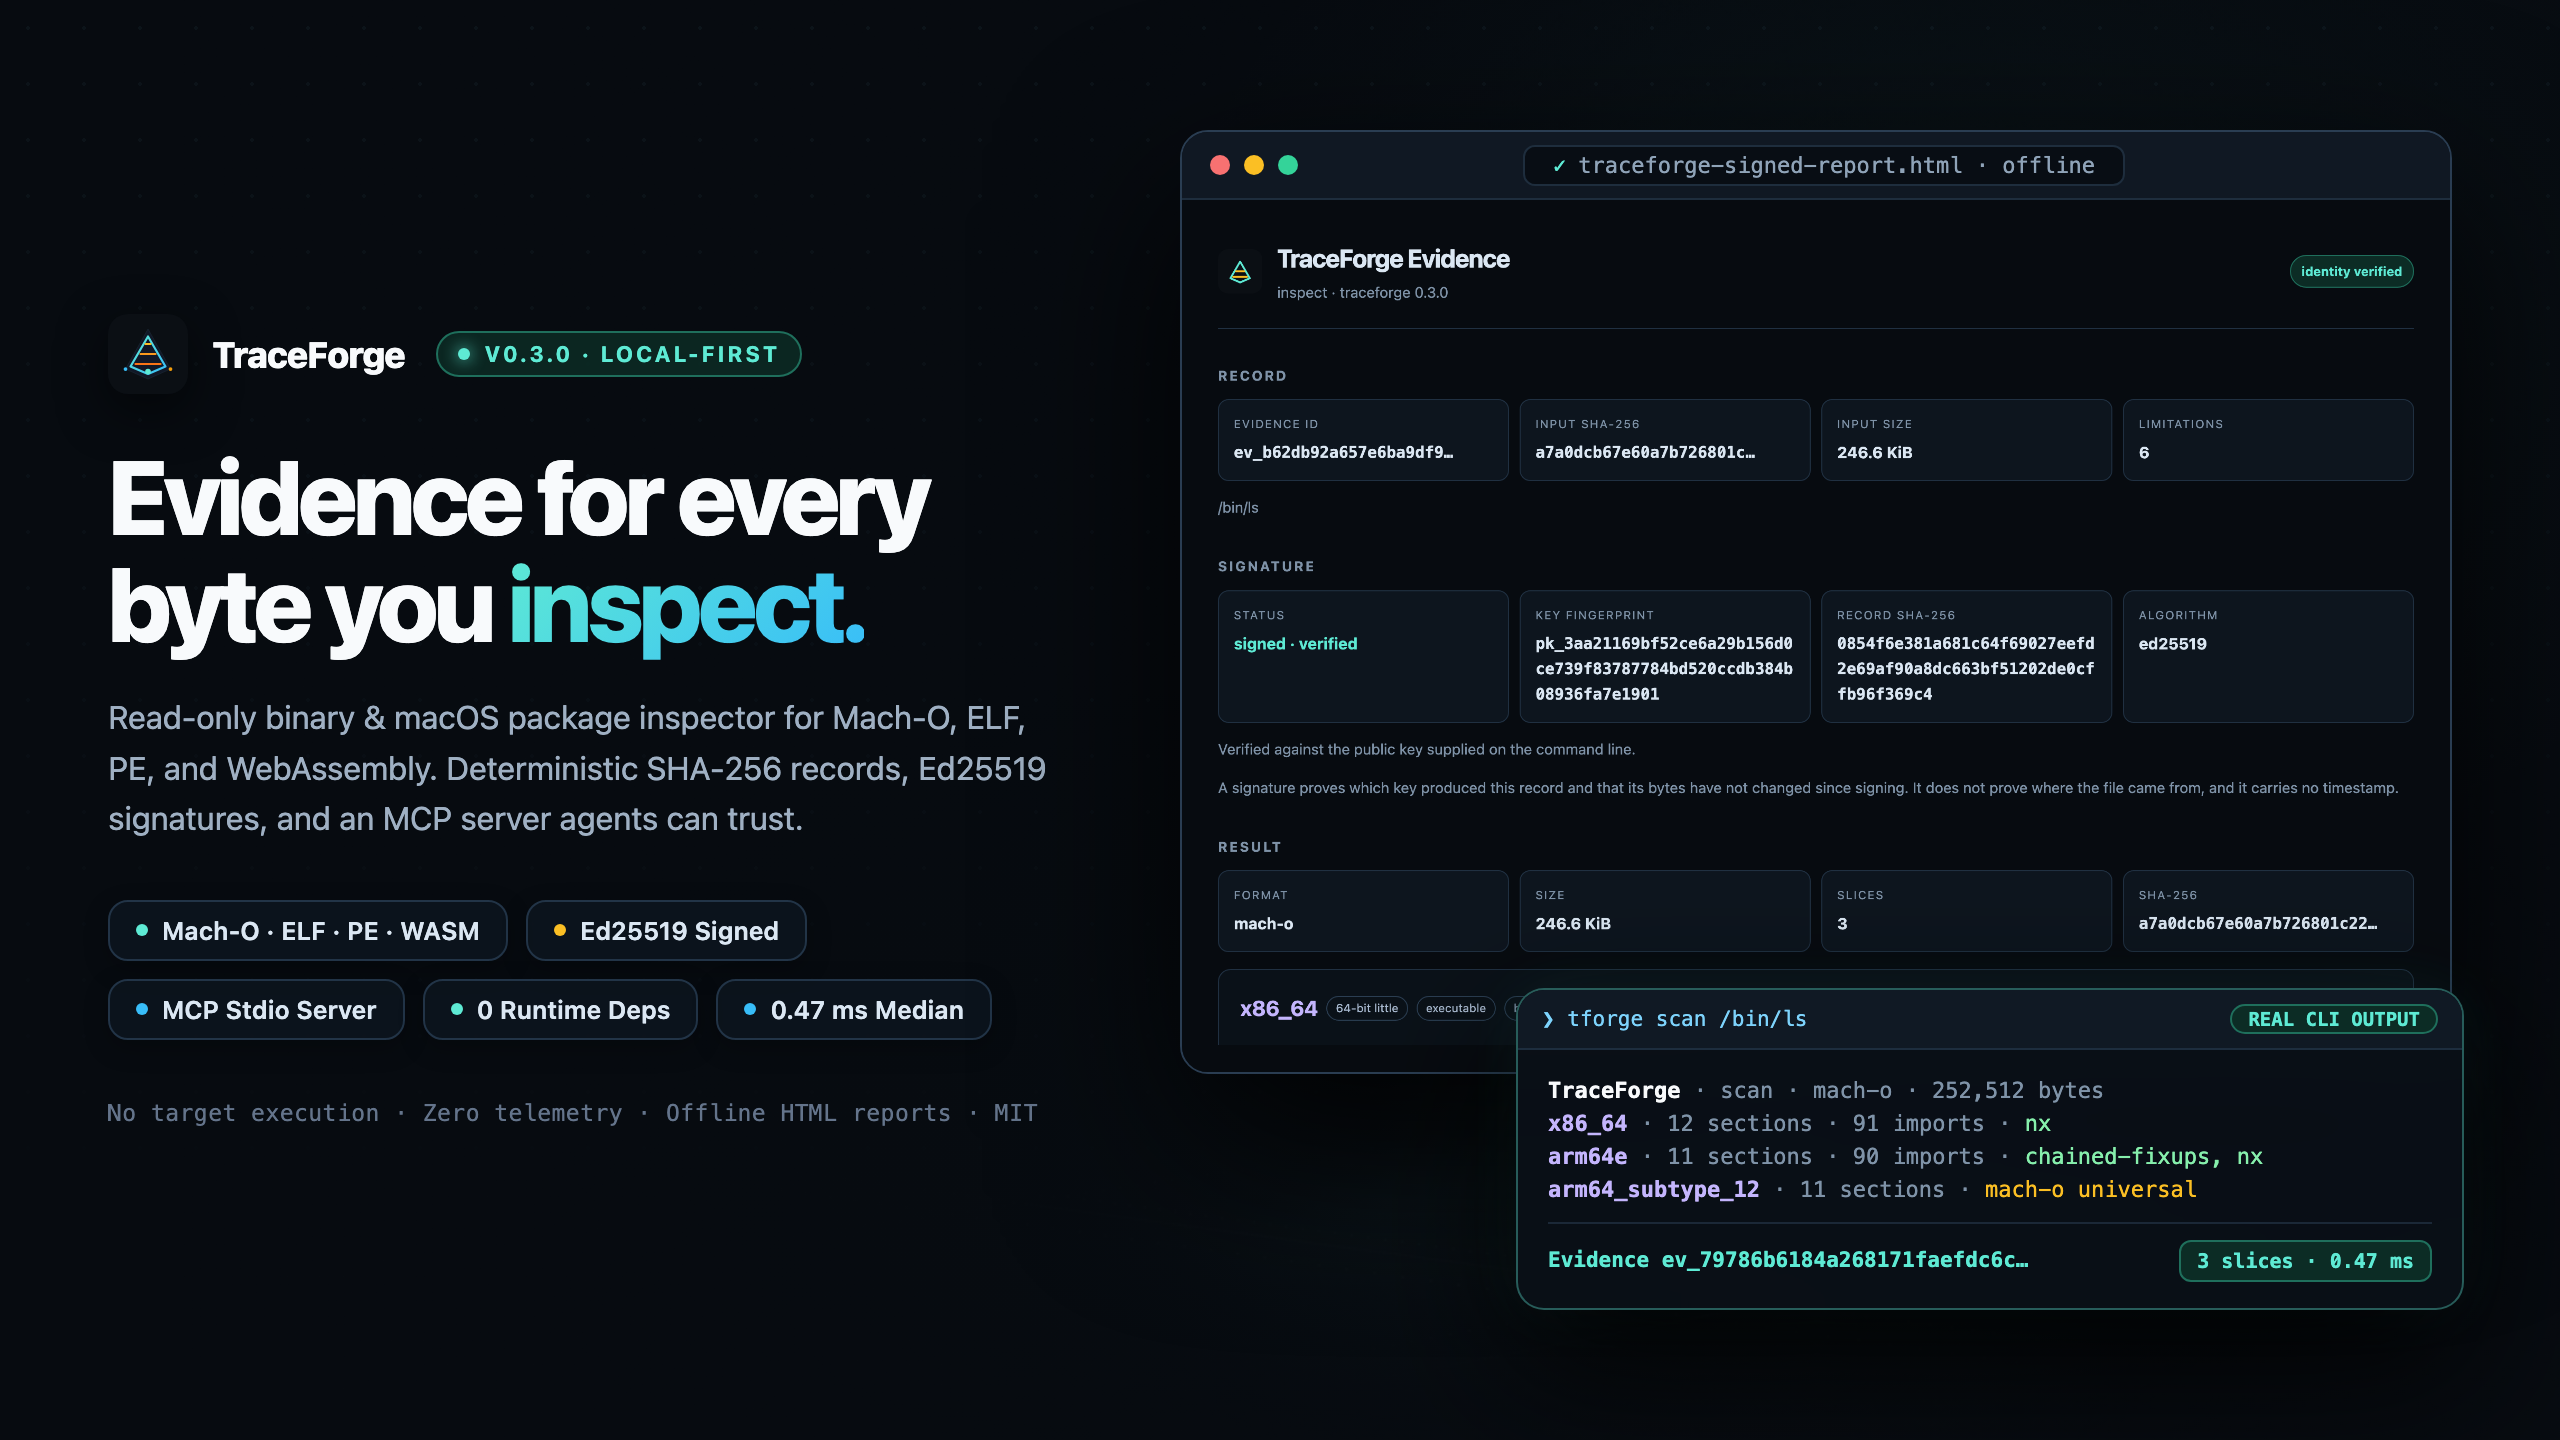 TraceForge
V0.3.0 · LOCAL-FIRST
Evidence for every
byte you inspect.
Read-only binary & macOS package inspector for Mach-O, ELF,
PE, and WebAssembly. Deterministic SHA-256 records, Ed25519
signatures, and an MCP server agents can trust.
Mach-O · ELF · PE · WASM
Ed25519 Signed
MCP Stdio Server
0 Runtime Deps
0.47 ms Median
No target execution · Zero telemetry · Offline HTML reports · MIT
✓ traceforge-signed-report.html · offline
TraceForge Evidence
inspect · traceforge 0.3.0
identity verified
RECORD
EVIDENCE ID
ev_b62db92a657e6ba9df9…
INPUT SHA-256
a7a0dcb67e60a7b726801c…
INPUT SIZE
246.6 KiB
LIMITATIONS
6
/bin/ls
SIGNATURE
STATUS
signed · verified
KEY FINGERPRINT
pk_3aa21169bf52ce6a29b156d0
ce739f83787784bd520ccdb384b
08936fa7e1901
RECORD SHA-256
0854f6e381a681c64f69027eefd
2e69af90a8dc663bf51202de0cf
fb96f369c4
ALGORITHM
ed25519
Verified against the public key supplied on the command line.
A signature proves which key produced this record and that its bytes have not changed since signing. It does not prove where the file came from, and it carries no timestamp.
RESULT
FORMAT
mach-o
SIZE
246.6 KiB
SLICES
3
SHA-256
a7a0dcb67e60a7b726801c22…
x86_64 64-bit little executable
❯ tforge scan /bin/ls
REAL CLI OUTPUT
TraceForge · scan · mach-o · 252,512 bytes
x86_64 · 12 sections · 91 imports · nx
arm64e · 11 sections · 90 imports · chained-fixups, nx
arm64_subtype_12 · 11 sections · mach-o universal
Evidence ev_79786b6184a268171faefdc6c…
3 slices · 0.47 ms